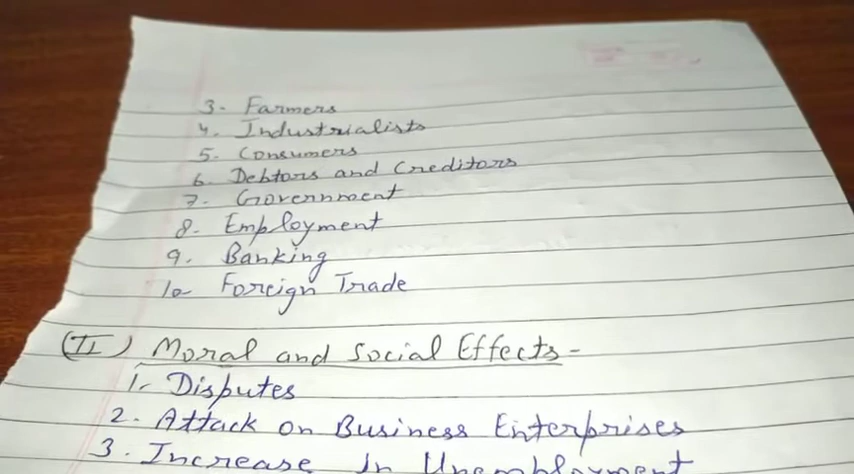 3- Farmers
4. Industrialists
5. Consumers
6. Debtors and Creditors
7- Government
8- Employment
9. Banking
10- Foreign Trade
(II) Moral and Social Effects-
1. Disputes
2. Attack on Business Enterprises
3. Increase In Unemployment